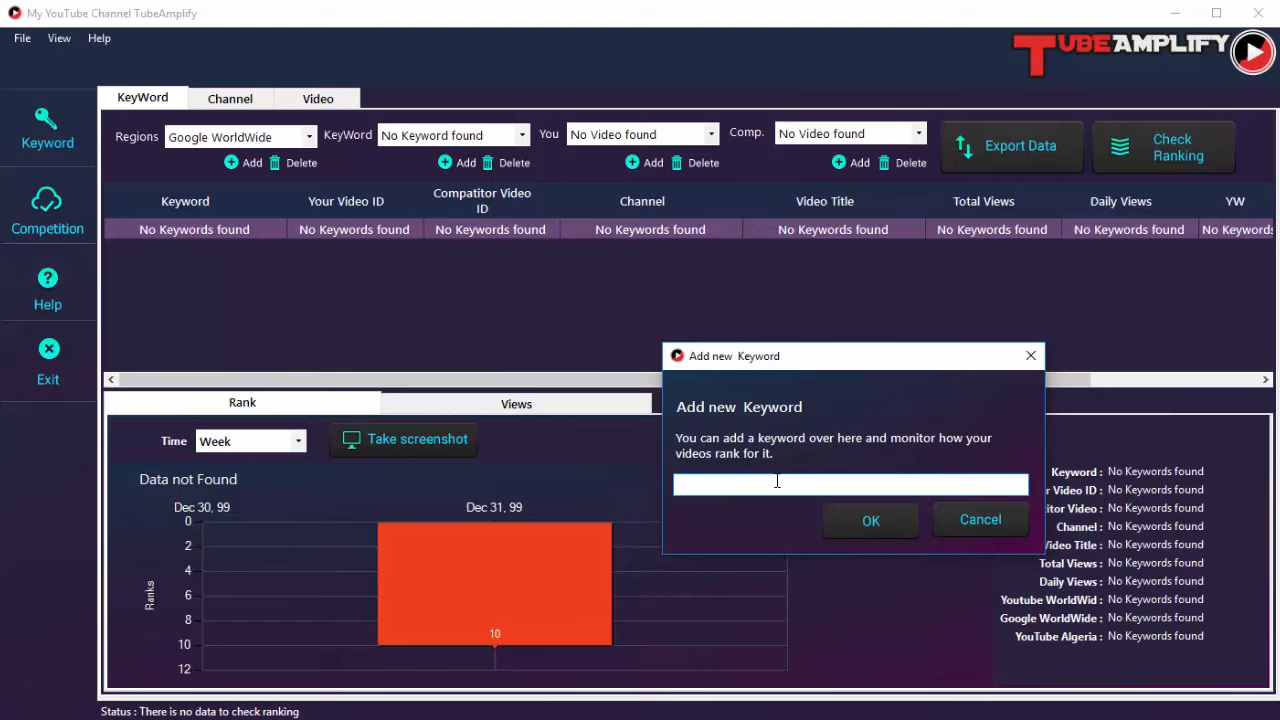 My YouTube Channel TubeAmplify
File View Help
TUBEAMPLIFY
KeyWord Channel Video
Keyword
Competition
Help
Exit
Regions Google WorldWide KeyWord No Keyword found You No Video found Comp. No Video found
Add Delete Add Delete Add Delete Add Delete
Export Data
Check
Ranking
Keyword Your Video ID Compatitor Video
ID Channel Video Title Total Views Daily Views YW
No Keywords found No Keywords found No Keywords found No Keywords found No Keywords found No Keywords found No Keywords found No Keywords
Add new Keyword
Add new Keyword
You can add a keyword over here and monitor how your
videos rank for it.
OK Cancel
Rank Views
Time Week Take screenshot
Data not Found
Dec 30, 99 Dec 31, 99
Ranks
0
2
4
6
8
10
12
10
Keyword : No Keywords found
r Video ID : No Keywords found
itor Video : No Keywords found
Channel : No Keywords found
Video Title : No Keywords found
Total Views : No Keywords found
Daily Views : No Keywords found
Youtube WorldWid : No Keywords found
Google WorldWide : No Keywords found
YouTube Algeria : No Keywords found
Status : There is no data to check ranking